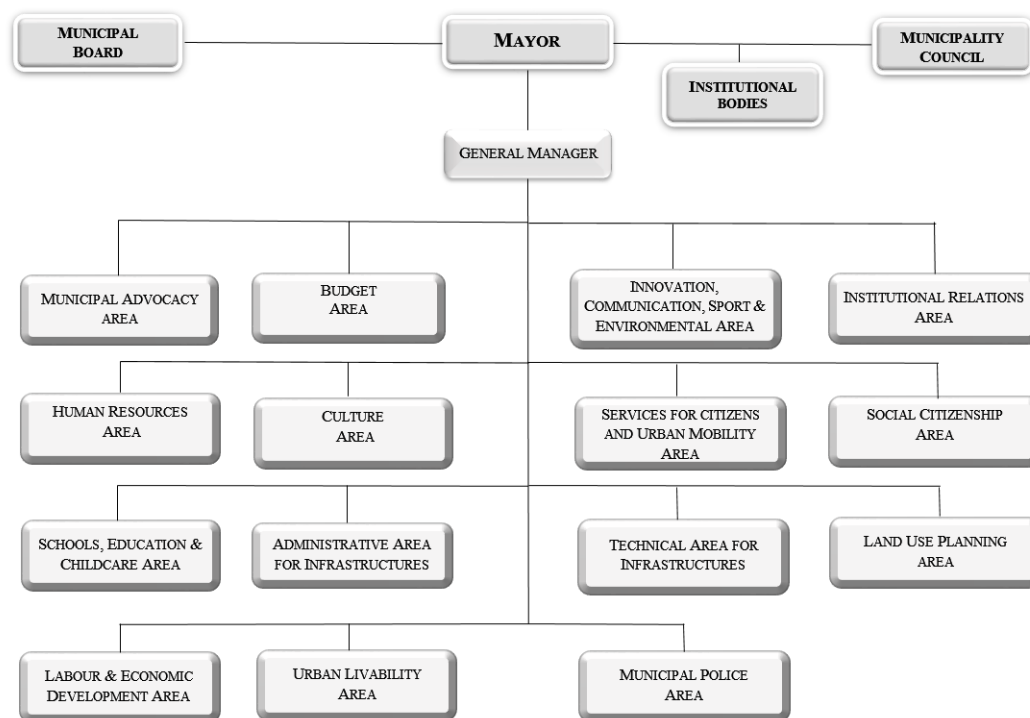 MUNICIPAL
BOARD
MAYOR
MUNICIPALITY
COUNCIL
INSTITUTIONAL
BODIES
GENERAL MANAGER
MUNICIPAL ADVOCACY
AREA
BUDGET
AREA
INNOVATION,
COMMUNICATION, SPORT &
ENVIRONMENTAL AREA
INSTITUTIONAL RELATIONS
AREA
HUMAN RESOURCES
AREA
CULTURE
AREA
SERVICES FOR CITIZENS
AND URBAN MOBILITY
AREA
SOCIAL CITIZENSHIP
AREA
SCHOOLS, EDUCATION &
CHILDCARE AREA
ADMINISTRATIVE AREA
FOR INFRASTRUCTURES
TECHNICAL AREA FOR
INFRASTRUCTURES
LAND USE PLANNING
AREA
LABOUR & ECONOMIC
DEVELOPMENT AREA
URBAN LIVABILITY
AREA
MUNICIPAL POLICE
AREA